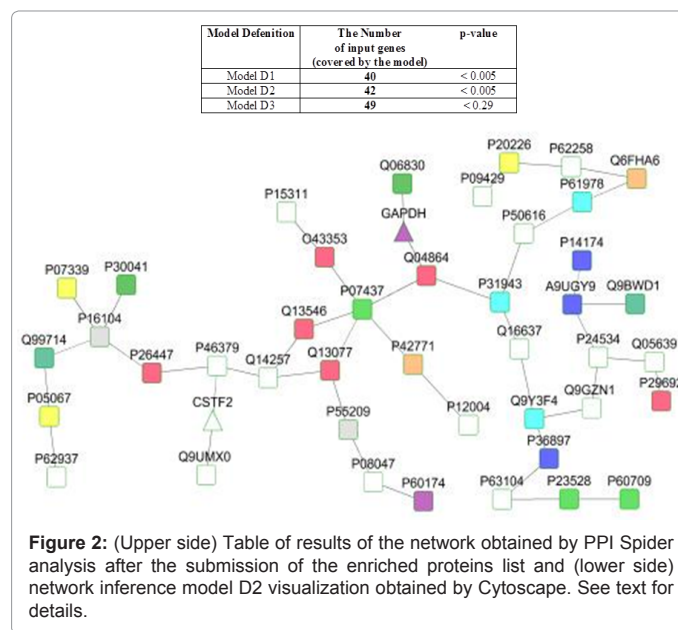 Model Defenition The Number of input genes (covered by the model) p-value
Model D1 40 < 0.005
Model D2 42 < 0.005
Model D3 49 < 0.29
P20226
P62258
Q6FHA6
Q06830
P09429
P61978
P15311
GAPDH
P50616
O43353
Q04864
P14174
P07339
P30041
P07437
P31943
A9UGY9
Q9BWD1
P16104
Q13546
Q99714
P26447
P46379
Q14257
Q13077
P42771
Q16637
P24534
Q05639
P05067
CSTF2
P55209
P12004
Q9Y3F4
Q9GZN1
P29692
P62937
Q9UMX0
P08047
P60174
P36897
P63104
P23528
P60709
Figure 2: (Upper side) Table of results of the network obtained by PPI Spider
analysis after the submission of the enriched proteins list and (lower side)
network inference model D2 visualization obtained by Cytoscape. See text for
details.